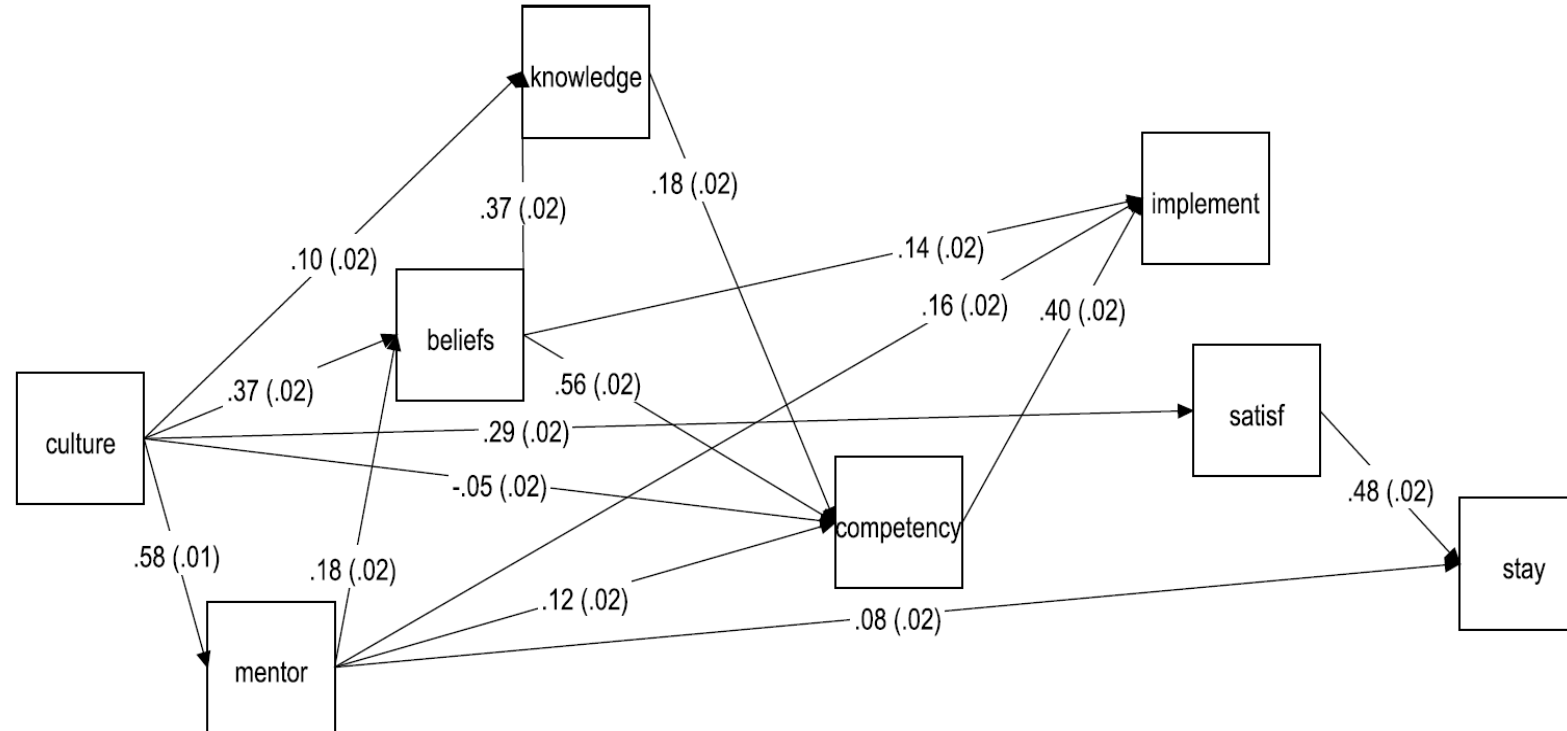 knowledge
.18 (.02)
.37 (.02)
implement
.10 (.02)
.14 (.02)
.16 (.02)
.40 (.02)
beliefs
.37 (.02)
.56 (.02)
satisf
culture
.29 (.02)
-.05 (.02)
.48 (.02)
competency
.58 (.01)
.18 (.02)
stay
.12 (.02)
.08 (.02)
mentor